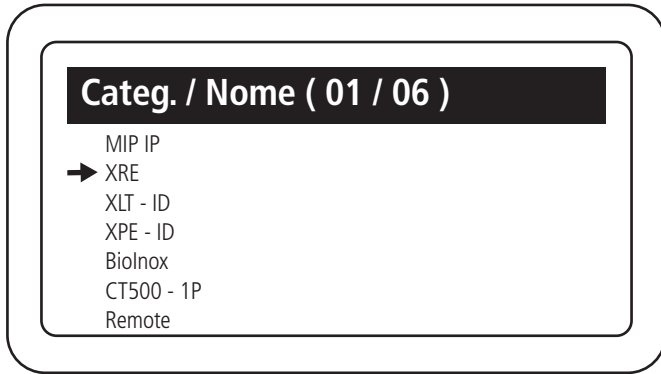 Categ. / Nome ( 01 / 06 )
MIP IP
XRE
XLT - ID
XPE - ID
BioInox
CT500 - 1P
Remote